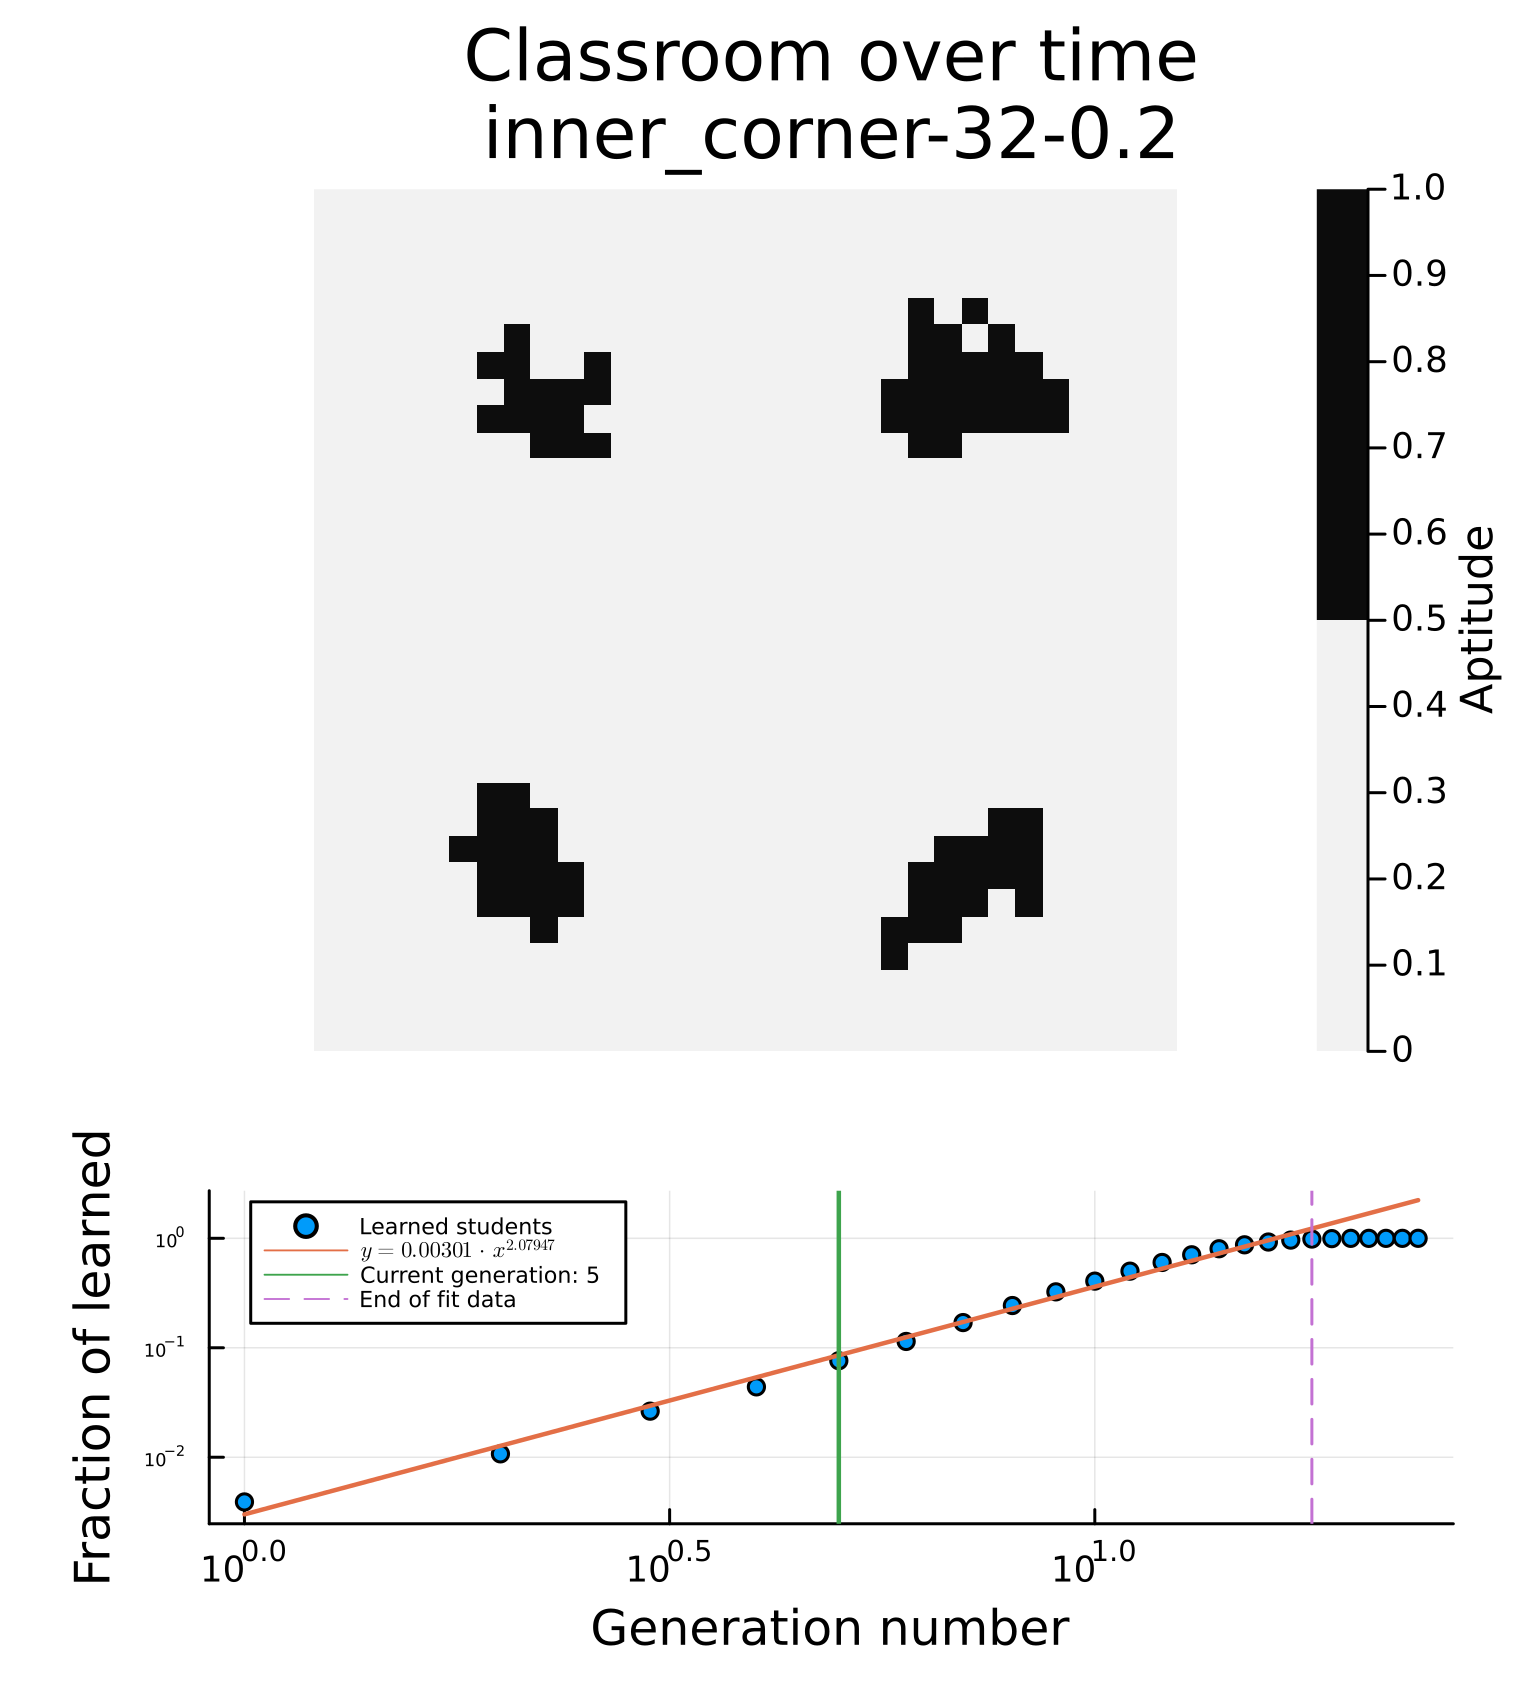 Classroom over time
inner_corner-32-0.2
1.0
0.9
0.8
0.7
0.6
0.5
0.4
0.3
0.2
0.1
0
Aptitude
Fraction of learned
10^0
10^−1
10^−2
Learned students
y = 0.00301 · x^2.07947
Current generation: 5
End of fit data
10^0.0
10^0.5
10^1.0
Generation number